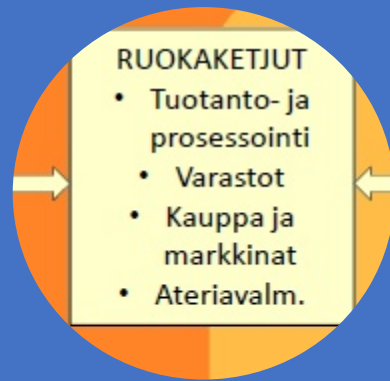 RUOKAKETJUT
• Tuotanto- ja
prosessointi
• Varastot
• Kauppa ja
markkinat
• Ateriavalm.